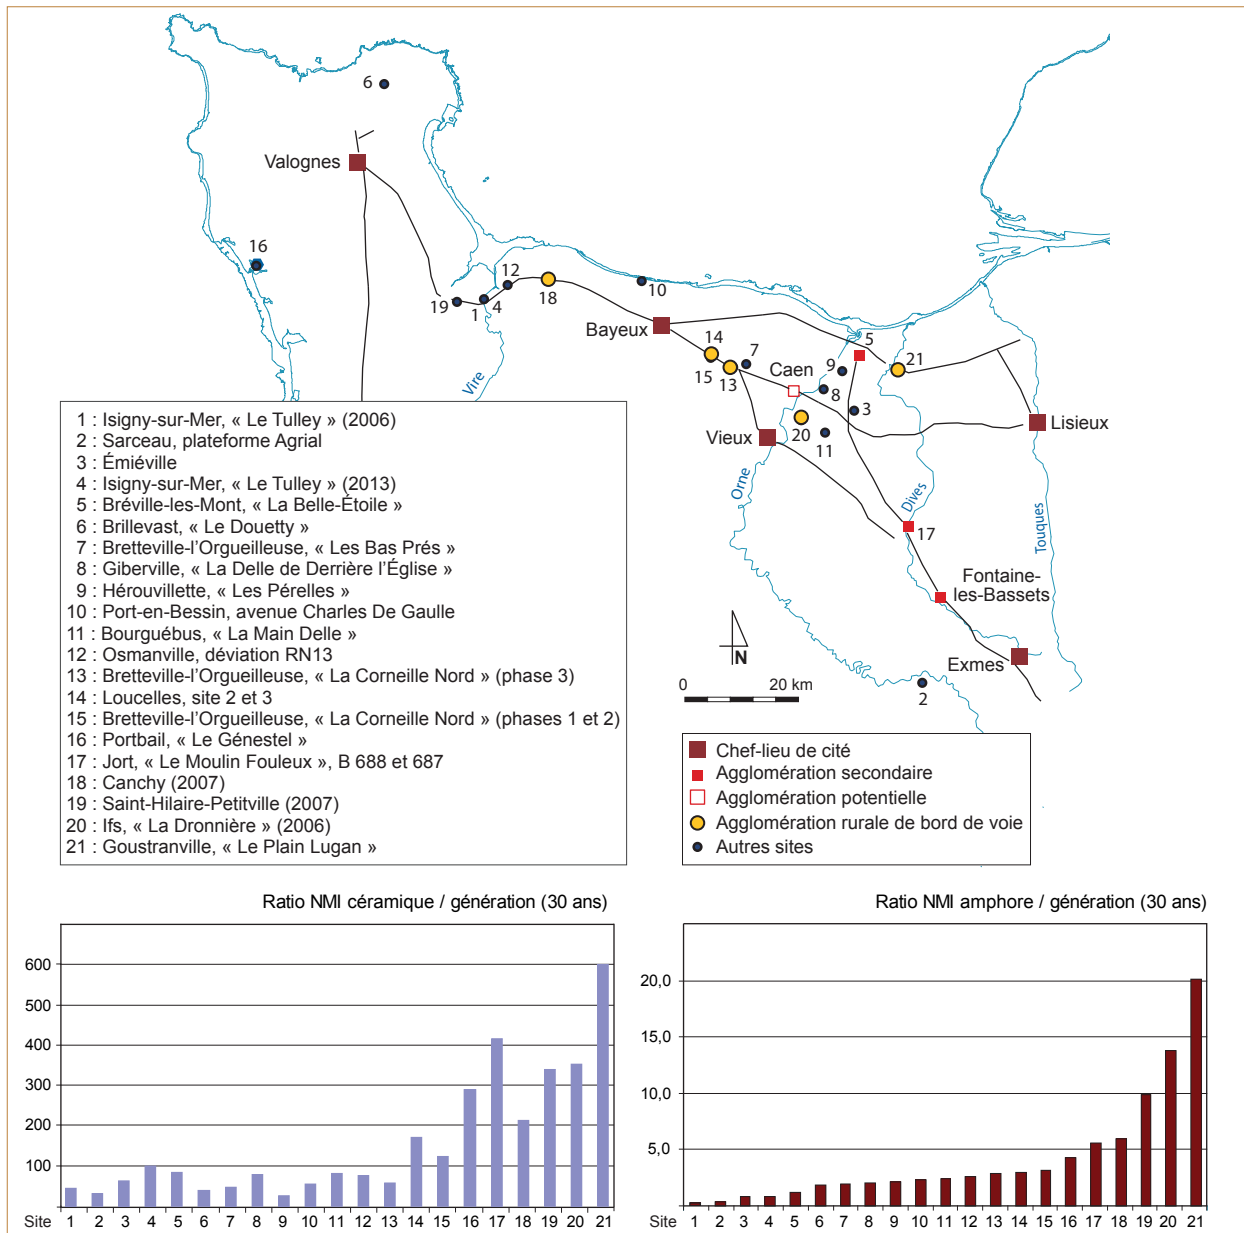 6
Valognes
16
12
18
10
19
1
4
Bayeux
14
15
13
7
5
9
21
Caen
8
3
20
11
Vieux
Lisieux
Vire
Orne
Dives
Touques
17
Fontaine-
les-Bassets
Exmes
2
N
0 20 km
1 : Isigny-sur-Mer, « Le Tulley » (2006)
2 : Sarceau, plateforme Agrial
3 : Émiéville
4 : Isigny-sur-Mer, « Le Tulley » (2013)
5 : Bréville-les-Mont, « La Belle-Étoile »
6 : Brillevast, « Le Douetty »
7 : Bretteville-l’Orgueilleuse, « Les Bas Prés »
8 : Giberville, « La Delle de Derrière l’Église »
9 : Hérouvillette, « Les Pérelles »
10 : Port-en-Bessin, avenue Charles De Gaulle
11 : Bourguébus, « La Main Delle »
12 : Osmanville, déviation RN13
13 : Bretteville-l’Orgueilleuse, « La Corneille Nord » (phase 3)
14 : Loucelles, site 2 et 3
15 : Bretteville-l’Orgueilleuse, « La Corneille Nord » (phases 1 et 2)
16 : Portbail, « Le Génestel »
17 : Jort, « Le Moulin Fouleux », B 688 et 687
18 : Canchy (2007)
19 : Saint-Hilaire-Petitville (2007)
20 : Ifs, « La Dronnière » (2006)
21 : Goustranville, « Le Plain Lugan »
Chef-lieu de cité
Agglomération secondaire
Agglomération potentielle
Agglomération rurale de bord de voie
Autres sites
Ratio NMI céramique / génération (30 ans)
600
500
400
300
200
100
Site 1 2 3 4 5 6 7 8 9 10 11 12 13 14 15 16 17 18 19 20 21
Ratio NMI amphore / génération (30 ans)
20,0
15,0
10,0
5,0
Site 1 2 3 4 5 6 7 8 9 10 11 12 13 14 15 16 17 18 19 20 21